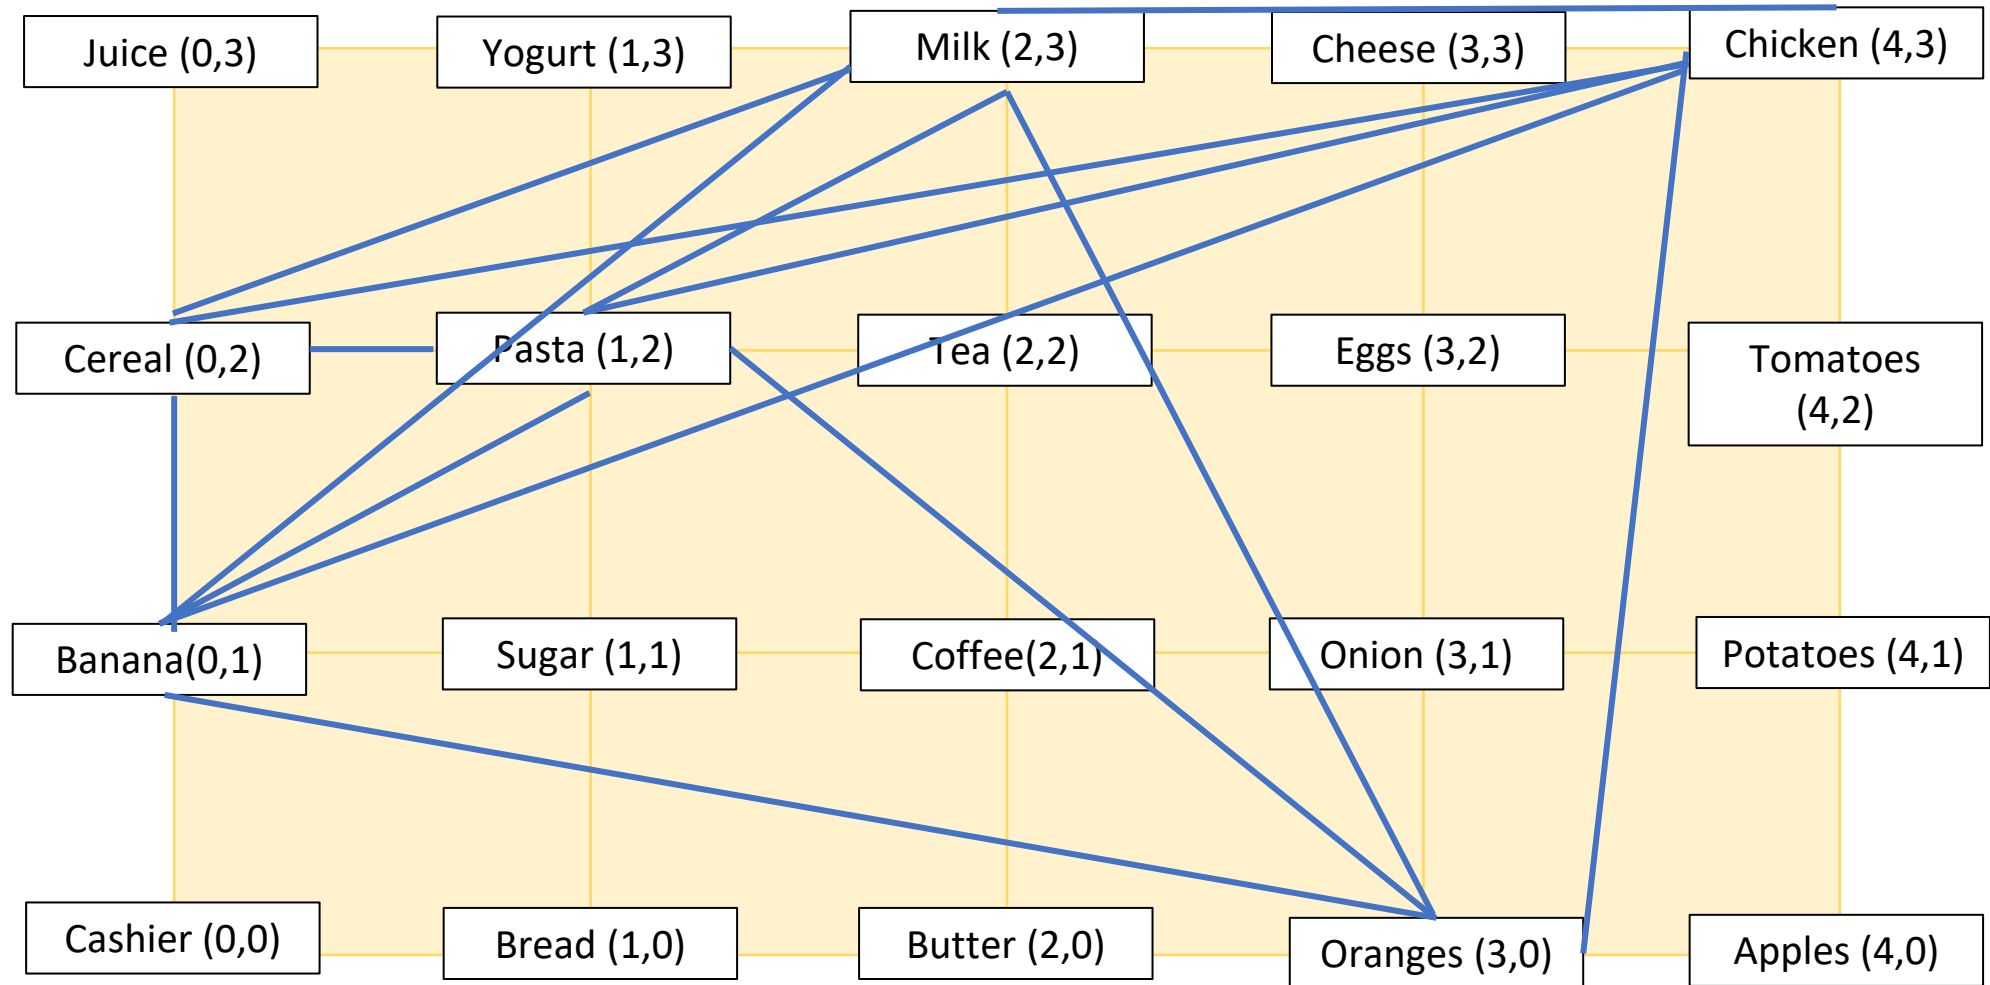 Juice (0,3)
Yogurt (1,3)
Milk (2,3)
Cheese (3,3)
Chicken (4,3)
Cereal (0,2)
Pasta (1,2)
Tea (2,2)
Eggs (3,2)
Tomatoes
(4,2)
Banana(0,1)
Sugar (1,1)
Coffee(2,1)
Onion (3,1)
Potatoes (4,1)
Cashier (0,0)
Bread (1,0)
Butter (2,0)
Oranges (3,0)
Apples (4,0)